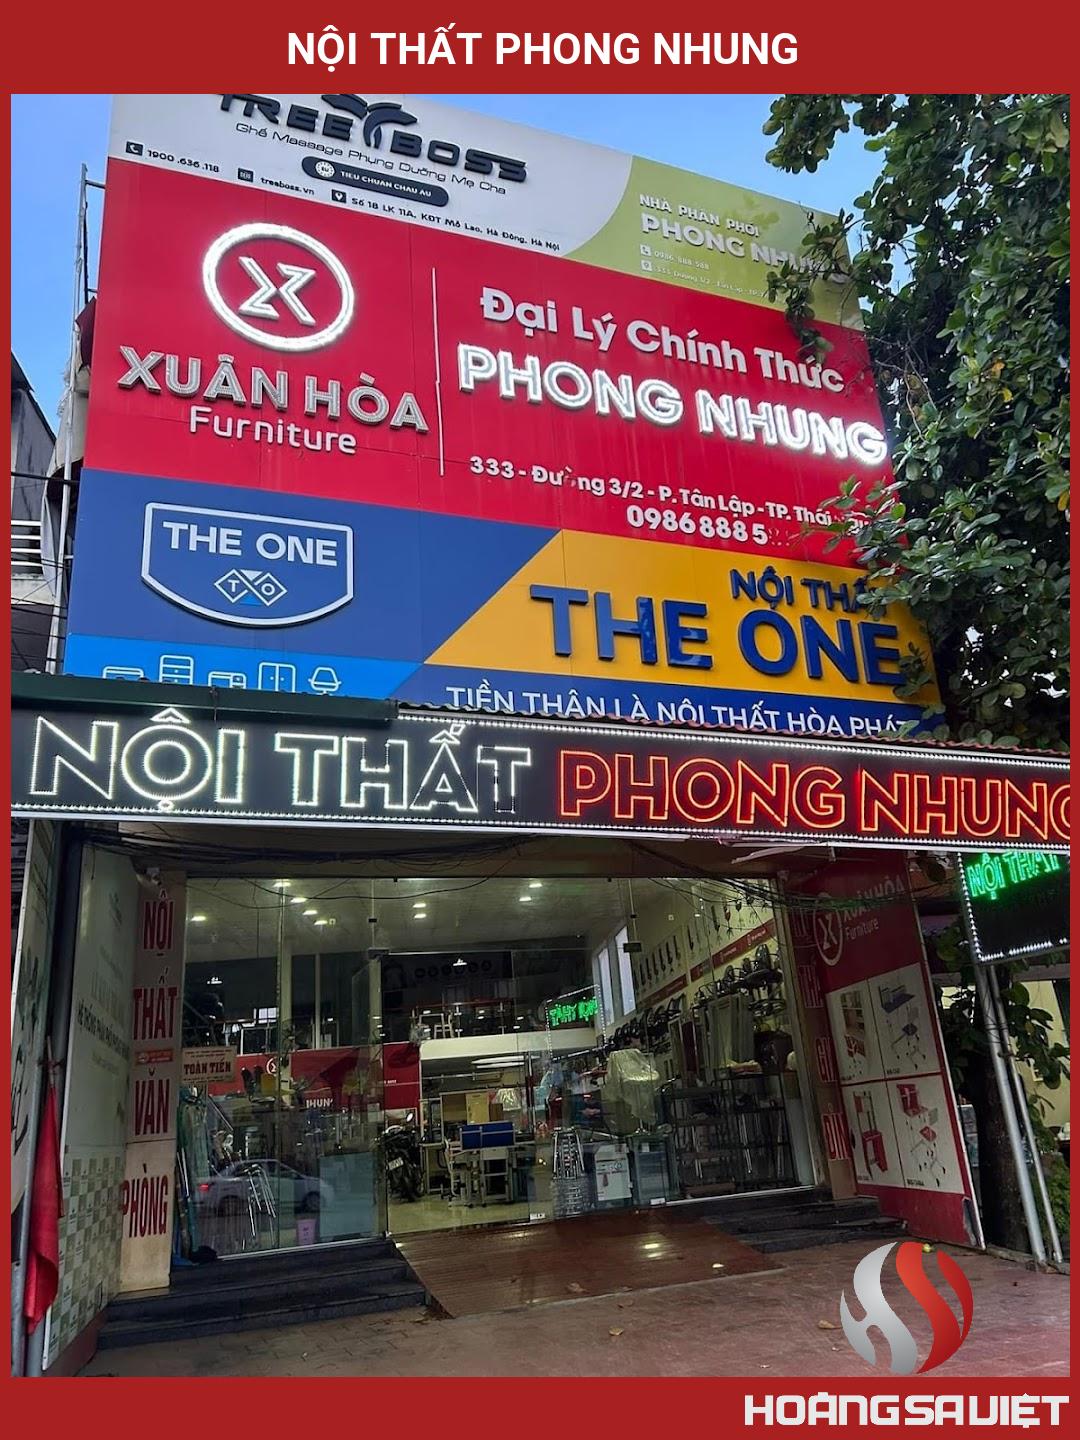 NỘI THẤT PHONG NHUNG
TREE BOSS
Ghế Massage Phụng Dưỡng Mẹ Cha
1900.636.118
treeboss.vn
TIÊU CHUẨN CHÂU ÂU
Số 18 LK 11A, KĐT Mỗ Lao, Hà Đông, Hà Nội
NHÀ PHÂN PHỐI
PHONG NHUNG
XUÂN HÒA
Furniture
Đại Lý Chính Thức
PHONG NHUNG
333 - Đường 3/2 - P. Tân Lập - TP. Thái
0986 888 5
THE ONE
T O
NỘI THẤT
THE ONE
TIỀN THÂN LÀ NỘI THẤT HÒA PHÁT
NỘI THẤT PHONG NHUNG
NỘI THẤT
NỘI
THẤT
VĂN
PHÒNG
TOÀN TIẾN
XUÂN HÒA
Furniture
HOÀNG SA VIỆT